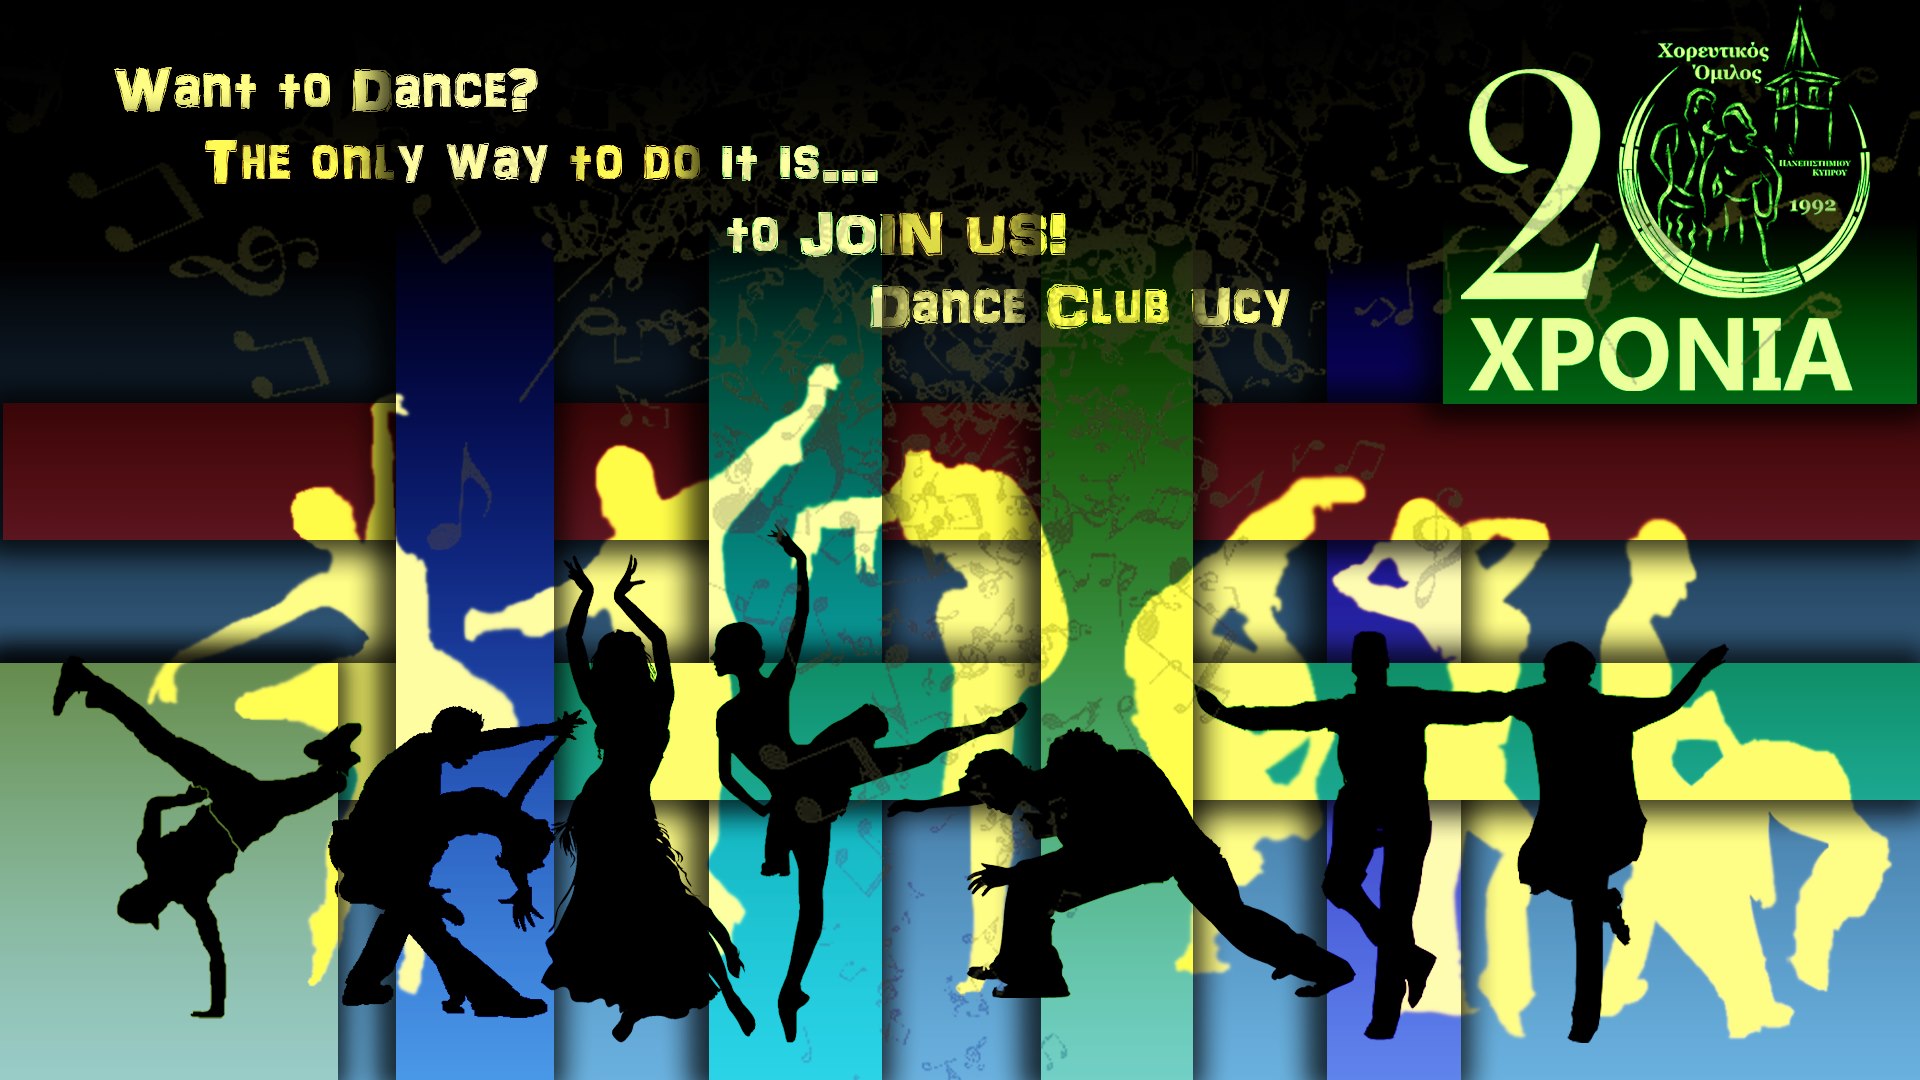 Want to Dance?
The only way to do it is...
to JOIN US!
Dance Club Ucy
20
Χορευτικός
Όμιλος
ΠΑΝΕΠΙΣΤΗΜΙΟΥ
ΚΥΠΡΟΥ
1992
ΧΡΟΝΙΑ